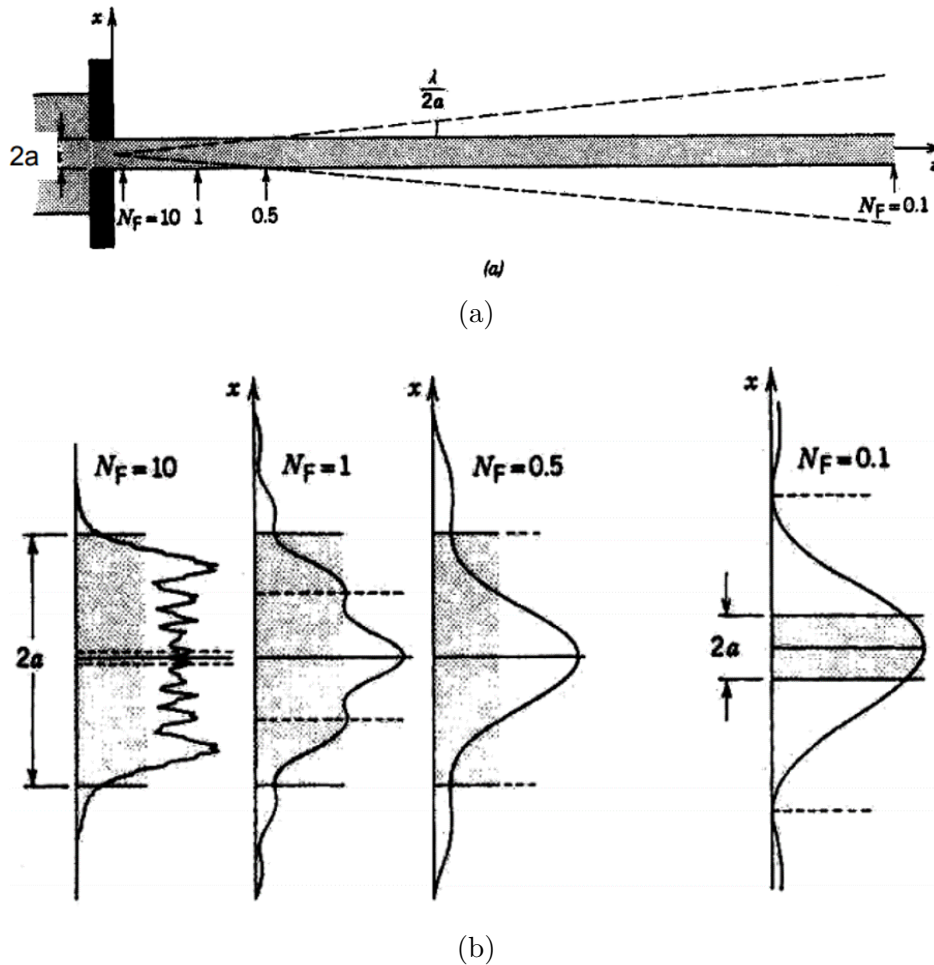 x
λ
2a
2a
z
N_F = 10
1
0.5
N_F = 0.1
(a)
(a)
x
x
x
N_F = 10
N_F = 1
N_F = 0.5
N_F = 0.1
2a
2a
(b)